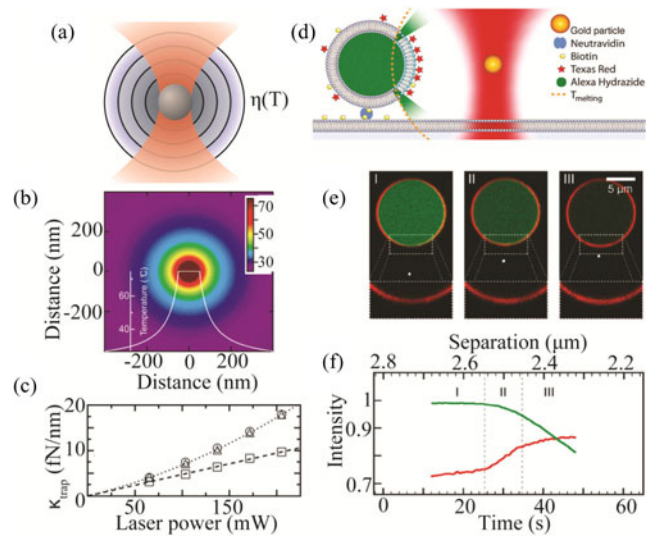 (a)
η(T)
(b)
Distance (nm)
200
0
-200
70
50
30
Temperature (°C)
40
-200 0 200
Distance (nm)
(c)
κtrap (fN/nm)
20
10
0
0 50 100 150 200
Laser power (mW)
(d)
Gold particle
Neutravidin
Biotin
Texas Red
Alexa Hydrazide
Tmelting
(e)
I II III
5 μm
(f)
Separation (μm)
2.8 2.6 2.4 2.2
I II III
Intensity
1
0.9
0.7
0 20 40 60
Time (s)